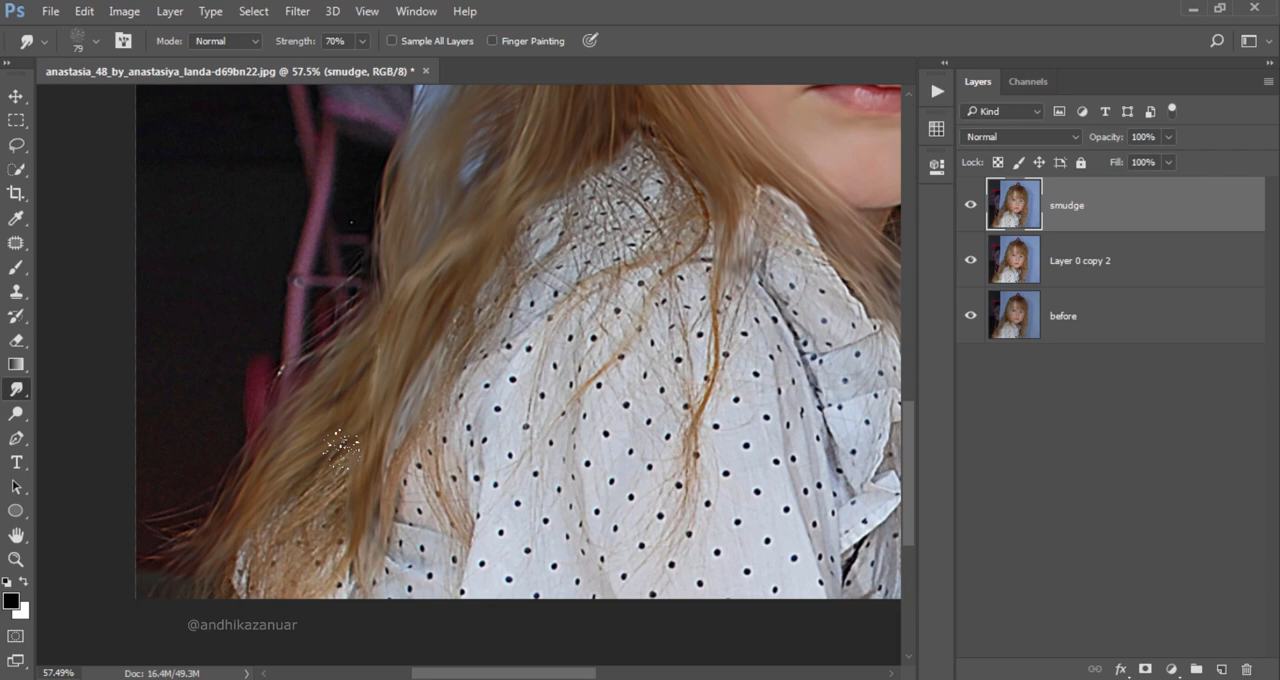 Ps File Edit Image Layer Type Select Filter 3D View Window Help
79 Mode: Normal Strength: 70% Sample All Layers Finger Painting
anastasia_48_by_anastasiya_landa-d69bn22.jpg @ 57.5% (smudge, RGB/8) * ×
Layers Channels
Kind
Normal Opacity: 100%
Lock: Fill: 100%
smudge
Layer 0 copy 2
before
@andhikazanuar
57.49% Doc: 16.4M/49.3M